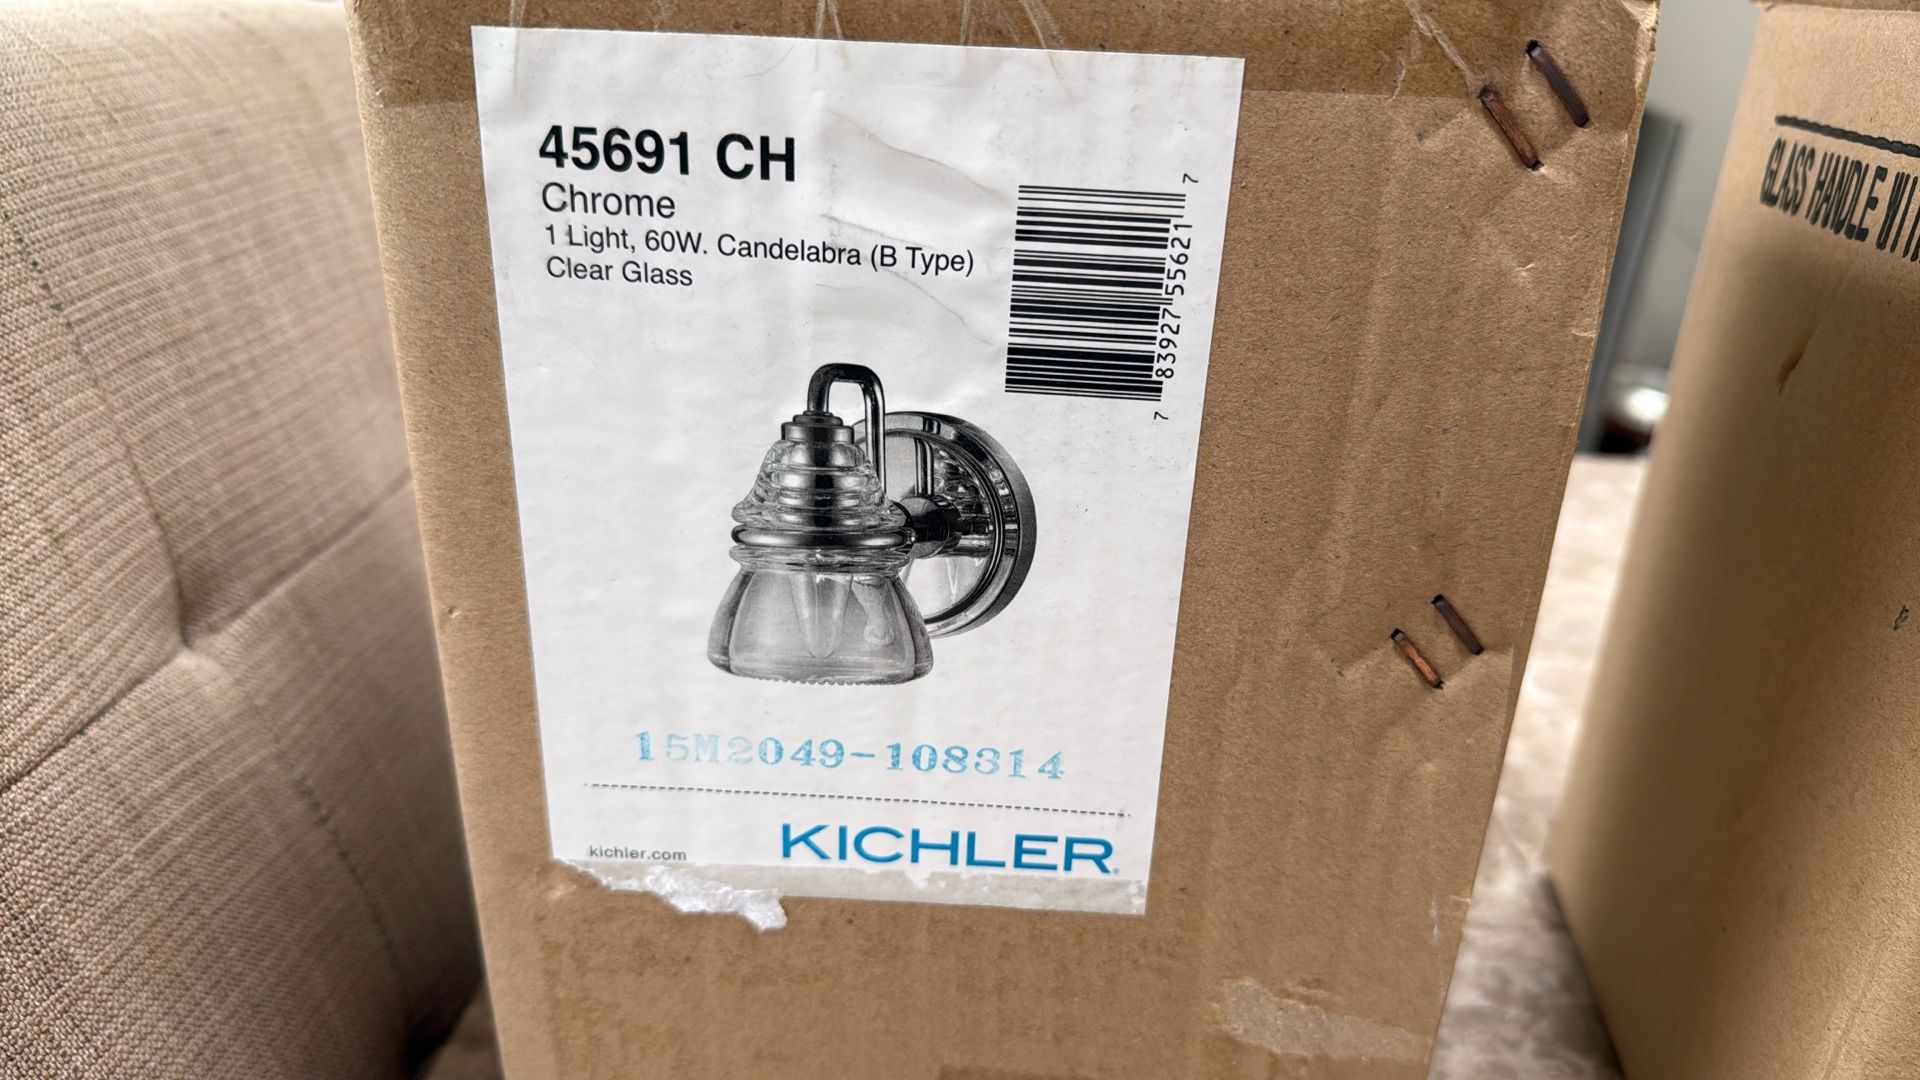 45691 CH
Chrome
1 Light, 60W. Candelabra (B Type)
Clear Glass
7 83927 55621 7
15M2049-108314
kichler.com
KICHLER
GLASS HANDLE